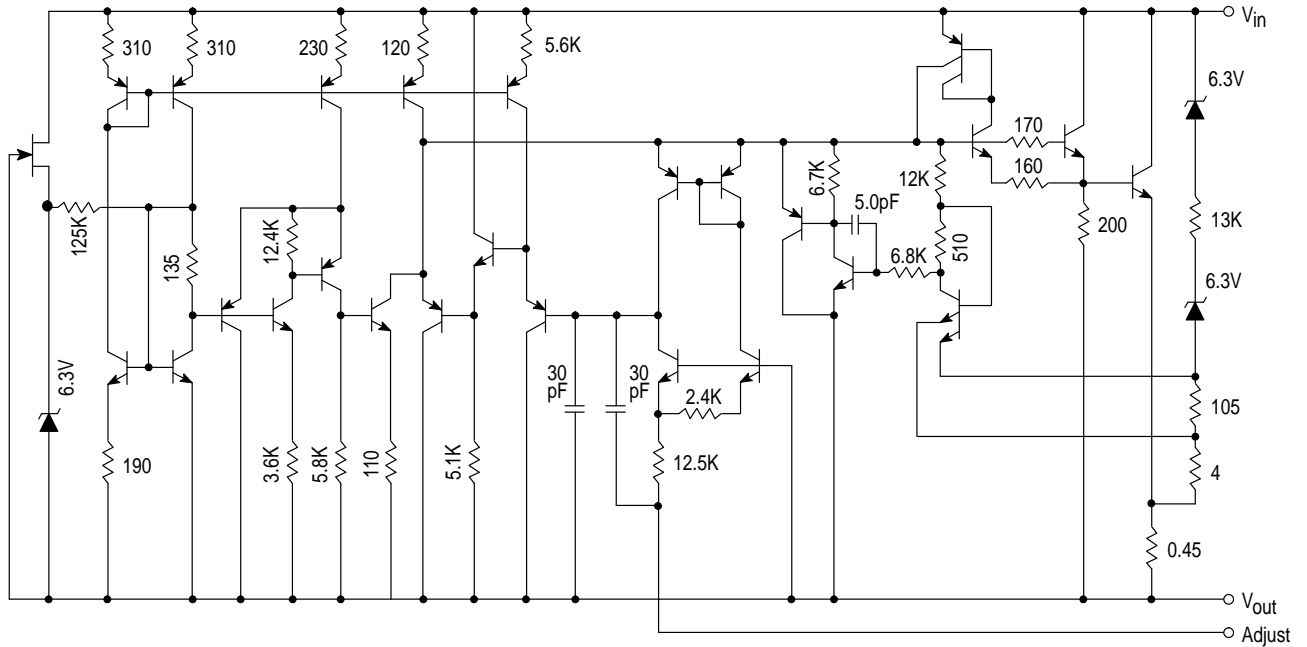 V_in
310
310
230
120
5.6K
6.3V
170
160
12K
6.7K
5.0pF
6.8K
510
200
13K
6.3V
125K
135
12.4K
6.3V
30
pF
30
pF
2.4K
105
190
3.6K
5.8K
110
5.1K
12.5K
4
0.45
V_out
Adjust